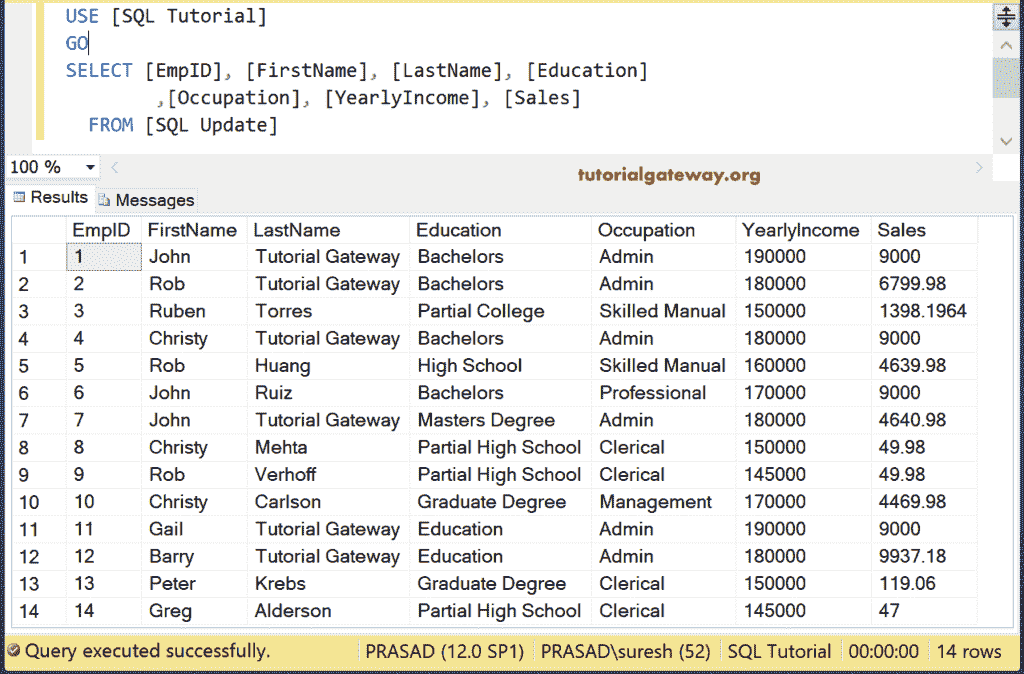 USE [SQL Tutorial]
GO
SELECT [EmpID], [FirstName], [LastName], [Education]
,[Occupation], [YearlyIncome], [Sales]
FROM [SQL Update]
100 %
tutorialgateway.org
Results Messages
EmpID FirstName LastName Education Occupation YearlyIncome Sales
1 1 John Tutorial Gateway Bachelors Admin 190000 9000
2 2 Rob Tutorial Gateway Bachelors Admin 180000 6799.98
3 3 Ruben Torres Partial College Skilled Manual 150000 1398.1964
4 4 Christy Tutorial Gateway Bachelors Admin 180000 9000
5 5 Rob Huang High School Skilled Manual 160000 4639.98
6 6 John Ruiz Bachelors Professional 170000 9000
7 7 John Tutorial Gateway Masters Degree Admin 180000 4640.98
8 8 Christy Mehta Partial High School Clerical 150000 49.98
9 9 Rob Verhoff Partial High School Clerical 145000 49.98
10 10 Christy Carlson Graduate Degree Management 170000 4469.98
11 11 Gail Tutorial Gateway Education Admin 190000 9000
12 12 Barry Tutorial Gateway Education Admin 180000 9937.18
13 13 Peter Krebs Graduate Degree Clerical 150000 119.06
14 14 Greg Alderson Partial High School Clerical 145000 47
Query executed successfully. PRASAD (12.0 SP1) PRASAD\suresh (52) SQL Tutorial 00:00:00 14 rows